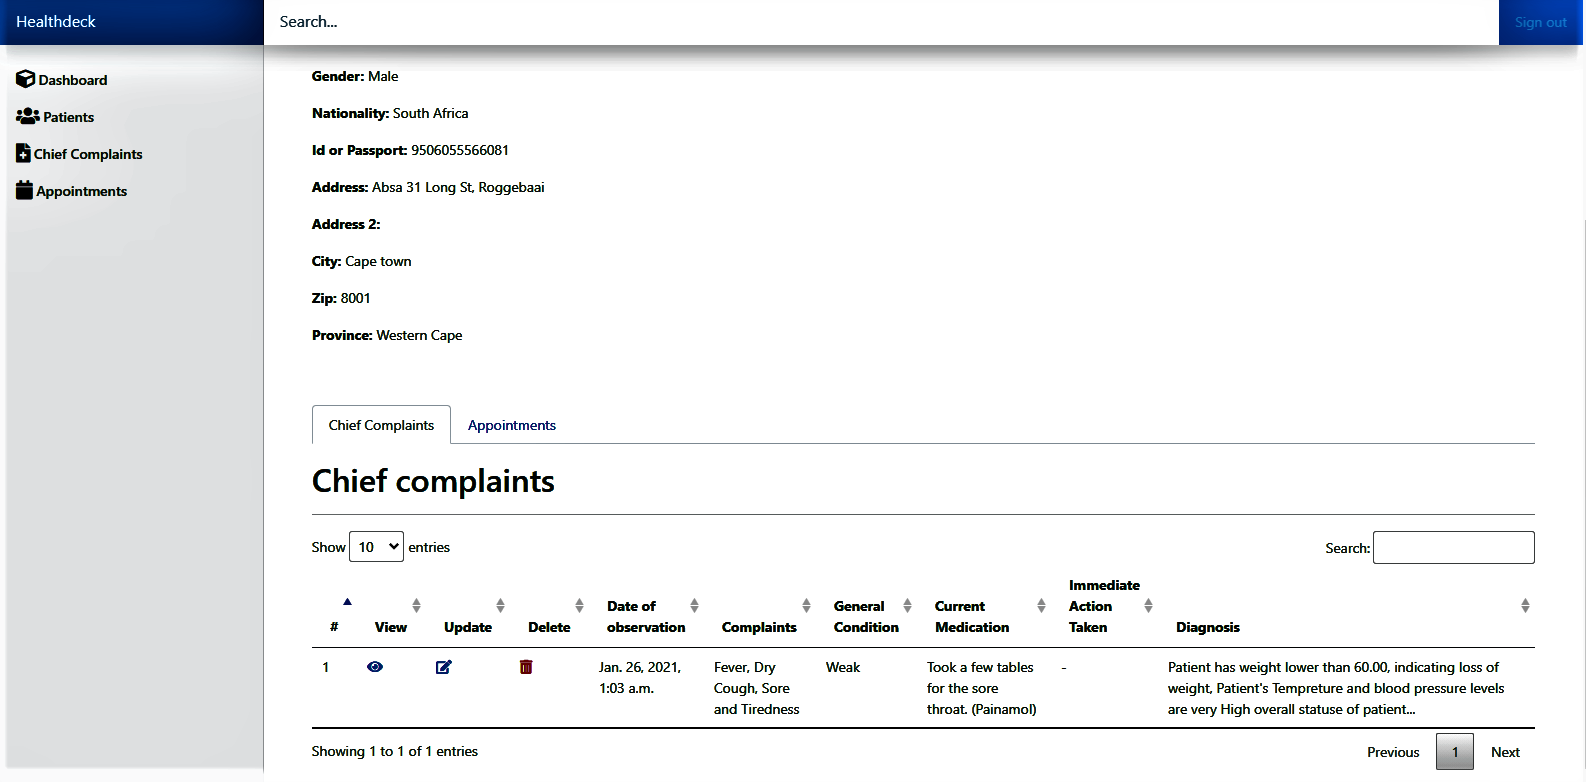 Healthdeck
Search...
Sign out
Dashboard
Patients
Chief Complaints
Appointments
Gender: Male
Nationality: South Africa
Id or Passport: 9506055566081
Address: Absa 31 Long St, Roggebaai
Address 2:
City: Cape town
Zip: 8001
Province: Western Cape
Chief Complaints
Appointments
Chief complaints
Show 10 entries
Search:
#
View
Update
Delete
Date of
observation
Complaints
General
Condition
Current
Medication
Immediate
Action
Taken
Diagnosis
1
Jan. 26, 2021,
1:03 a.m.
Fever, Dry
Cough, Sore
and Tiredness
Weak
Took a few tables
for the sore
throat. (Painamol)
-
Patient has weight lower than 60.00, indicating loss of
weight, Patient's Tempreture and blood pressure levels
are very High overall statuse of patient...
Showing 1 to 1 of 1 entries
Previous
1
Next